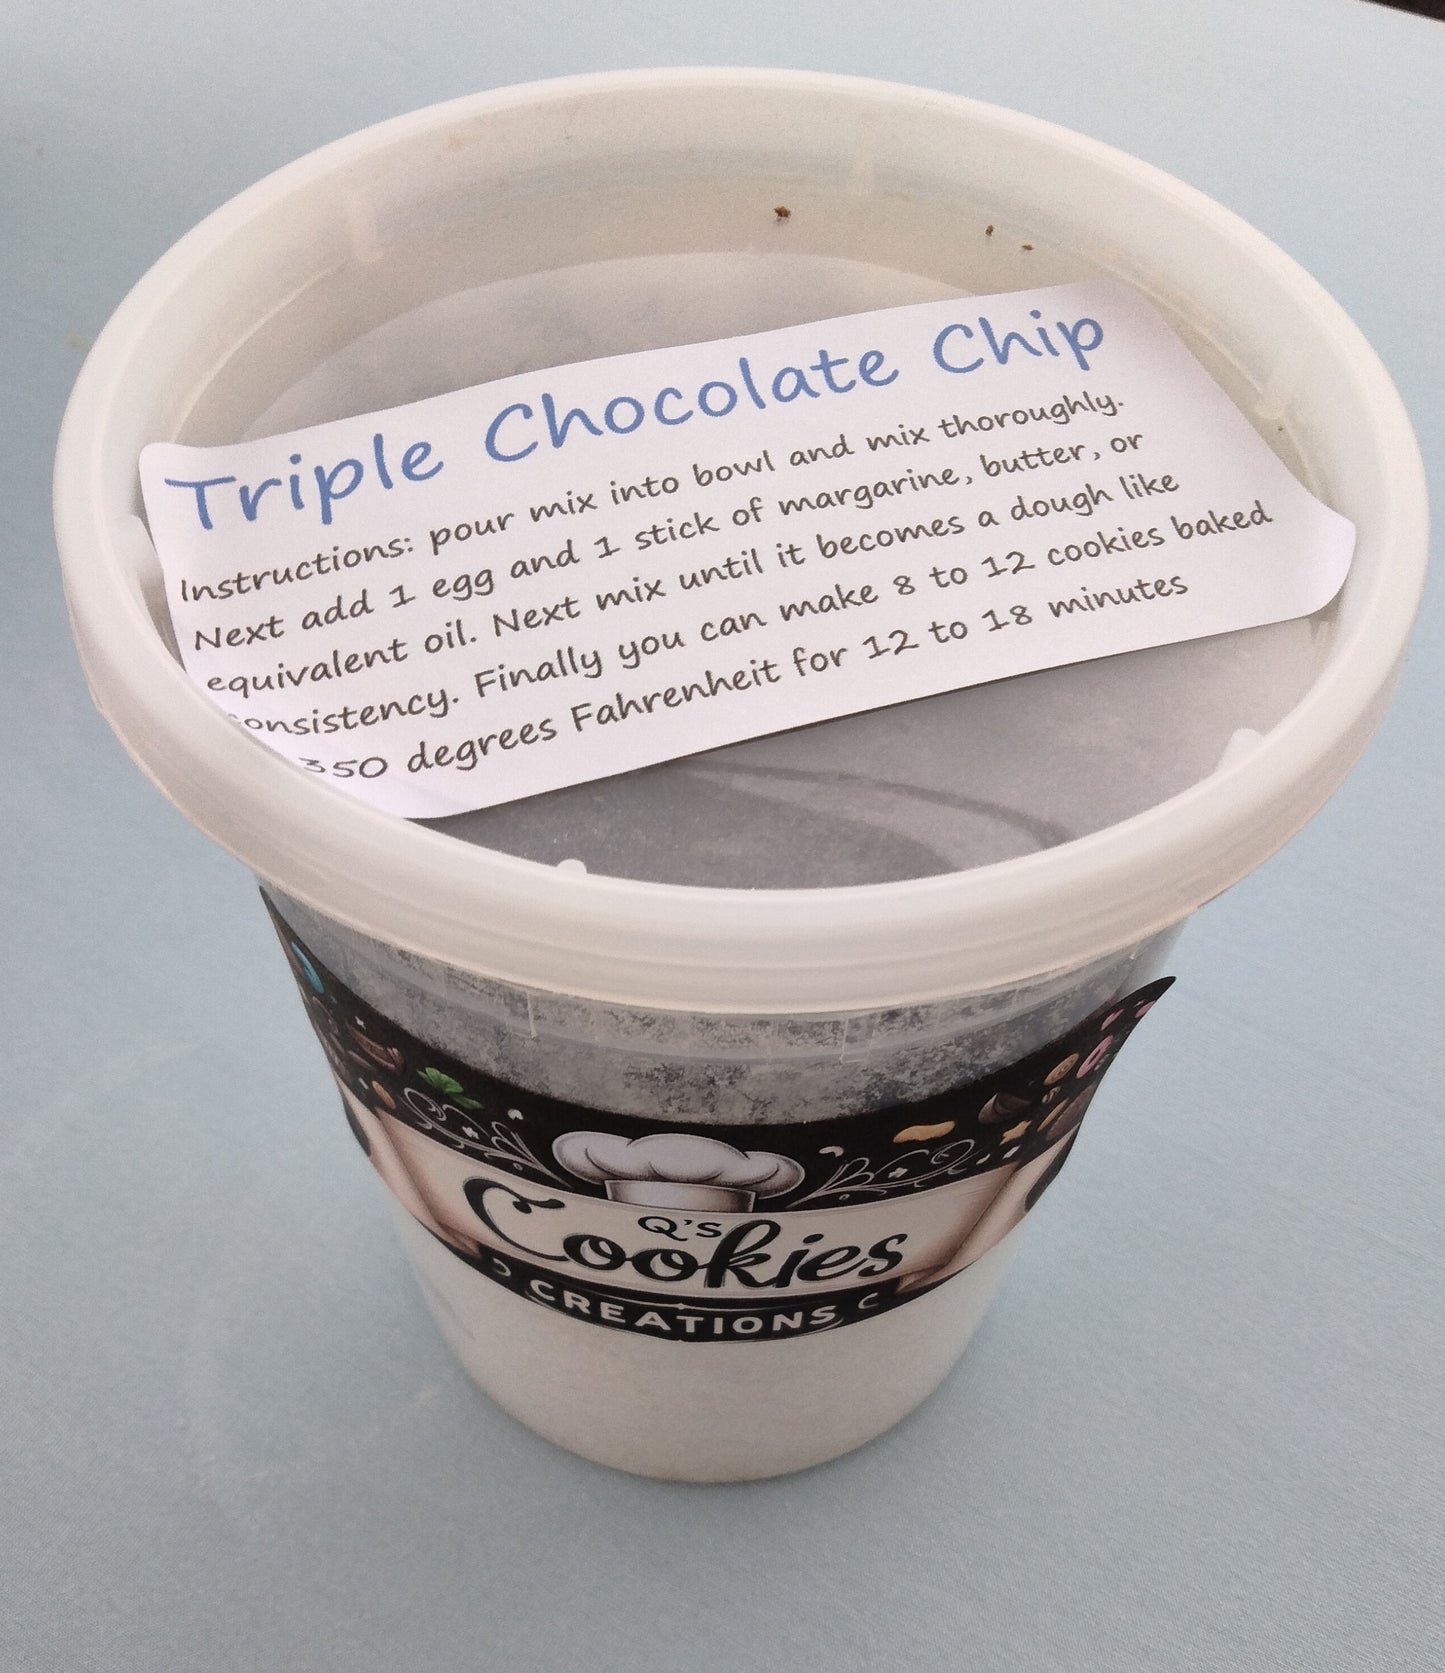 Triple Chocolate Chip
Instructions: pour mix into bowl and mix thoroughly.
Next add 1 egg and 1 stick of margarine, butter, or
equivalent oil. Next mix until it becomes a dough like
consistency. Finally you can make 8 to 12 cookies baked
350 degrees Fahrenheit for 12 to 18 minutes
Q's
Cookies
CREATIONS